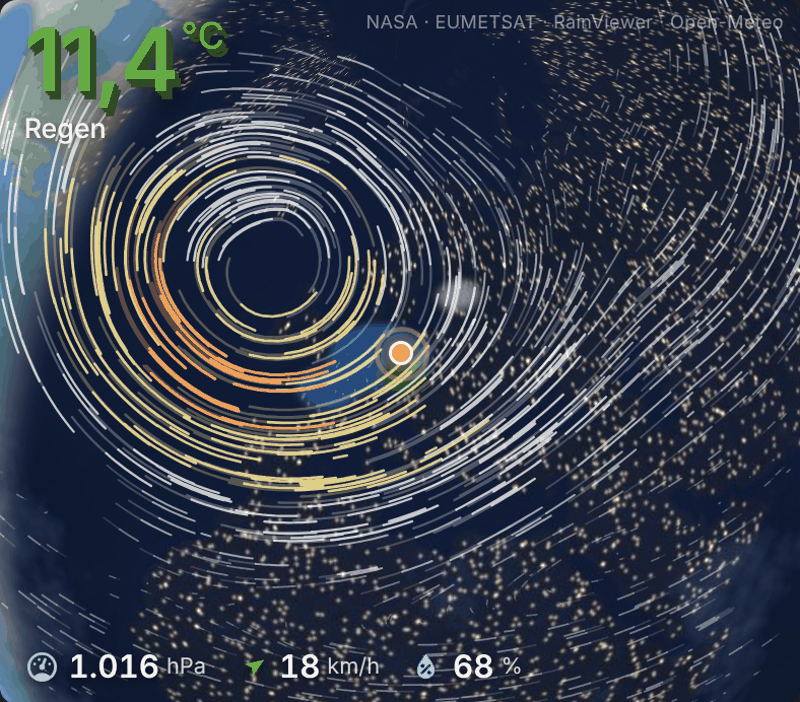 11,4 °C
NASA · EUMETSAT · RainViewer · Open-Meteo
Regen
1.016 hPa 18 km/h 68 %